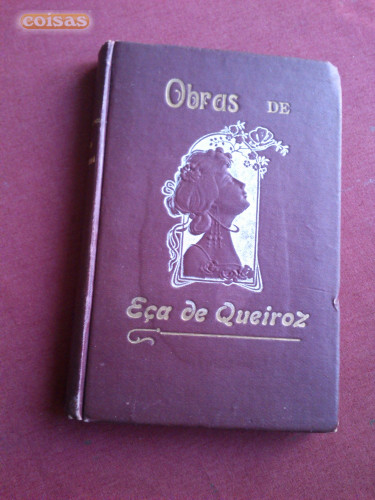 coisas
Obras DE
Eça de Queiroz